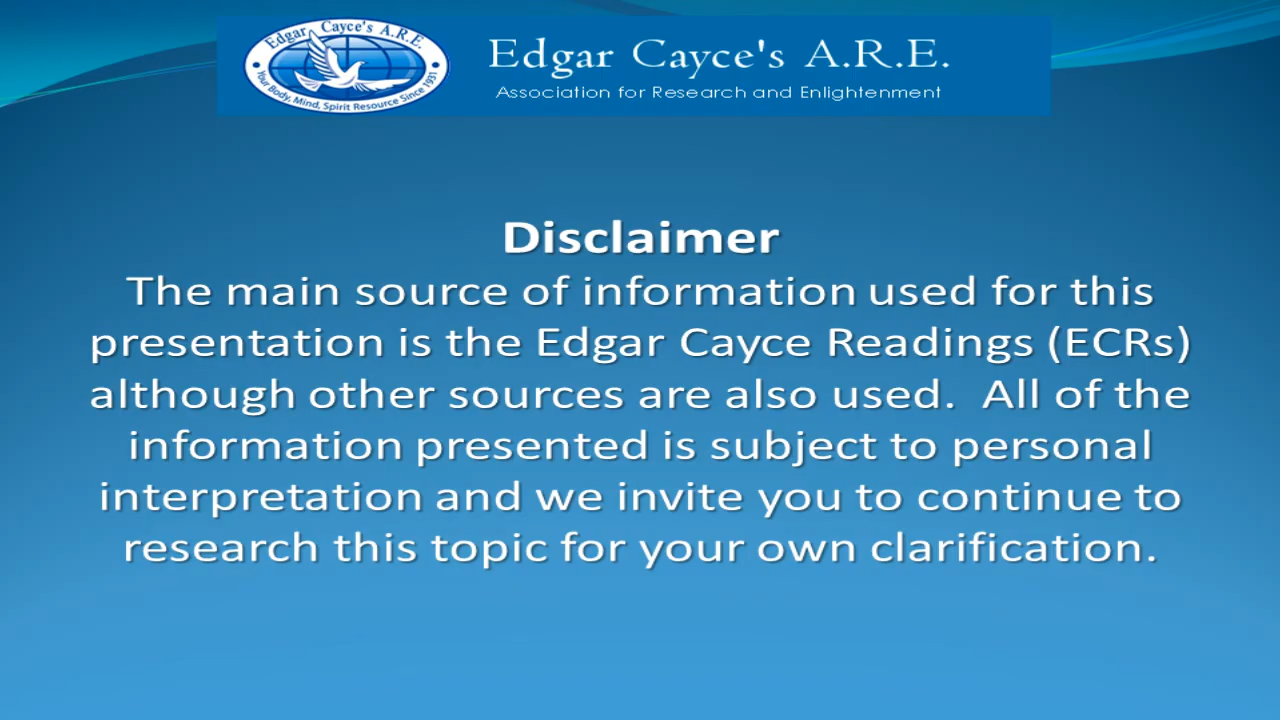 Edgar Cayce's A.R.E.
Your Body, Mind, Spirit Resource Since 1931
Edgar Cayce's A.R.E.
Association for Research and Enlightenment
Disclaimer
The main source of information used for this
presentation is the Edgar Cayce Readings (ECRs)
although other sources are also used.  All of the
information presented is subject to personal
interpretation and we invite you to continue to
research this topic for your own clarification.